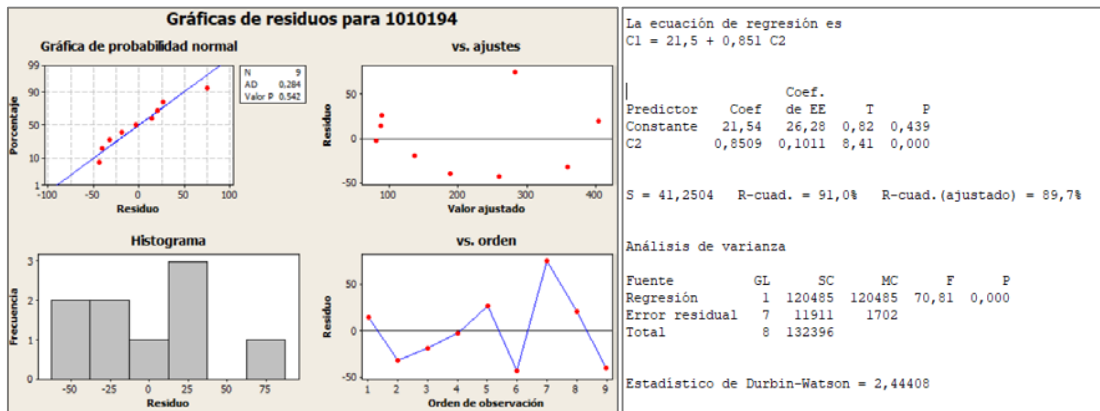 Gráficas de residuos para 1010194
Gráfica de probabilidad normal
99
90
50
10
1
Porcentaje
-100 -50 0 50 100
Residuo
N 9
AD 0,284
Valor P 0,542
vs. ajustes
50
0
-50
Residuo
100 200 300 400
Valor ajustado
Histograma
3
2
1
0
Frecuencia
-50 -25 0 25 50 75
Residuo
vs. orden
50
0
-50
Residuo
1 2 3 4 5 6 7 8 9
Orden de observación
La ecuación de regresión es
C1 = 21,5 + 0,851 C2
Coef.
Predictor Coef de EE T P
Constante 21,54 26,28 0,82 0,439
C2 0,8509 0,1011 8,41 0,000
S = 41,2504 R-cuad. = 91,0% R-cuad.(ajustado) = 89,7%
Análisis de varianza
Fuente GL SC MC F P
Regresión 1 120485 120485 70,81 0,000
Error residual 7 11911 1702
Total 8 132396
Estadístico de Durbin-Watson = 2,44408